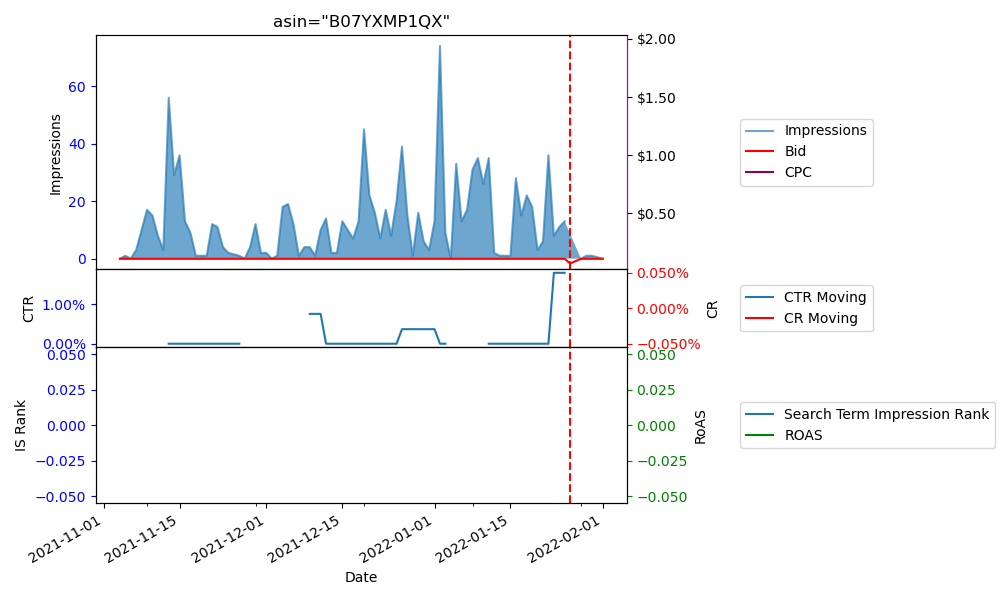 asin="B07YXMP1QX"
Impressions
60
40
20
0
$2.00
$1.50
$1.00
$0.50
Impressions
Bid
CPC
CTR
1.00%
0.00%
0.050%
0.000%
−0.050%
CR
CTR Moving
CR Moving
IS Rank
0.050
0.025
0.000
−0.025
−0.050
0.050
0.025
0.000
−0.025
−0.050
RoAS
Search Term Impression Rank
ROAS
2021-11-01
2021-11-15
2021-12-01
2021-12-15
2022-01-01
2022-01-15
2022-02-01
Date